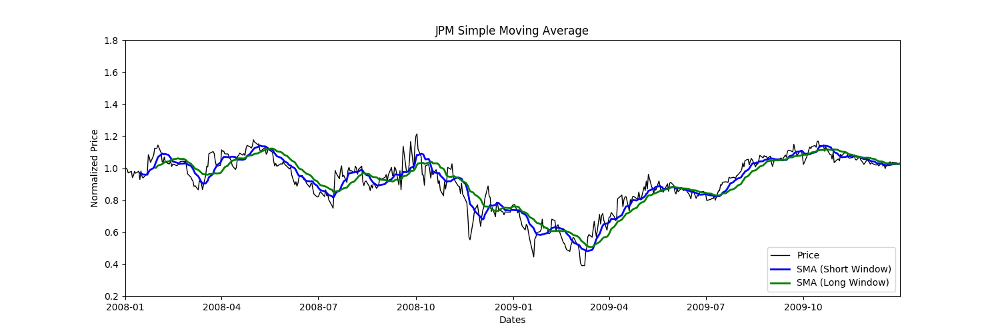 JPM Simple Moving Average
1.8
1.6
1.4
1.2
1.0
0.8
0.6
0.4
0.2
Normalized Price
Price
SMA (Short Window)
SMA (Long Window)
2008-01 2008-04 2008-07 2008-10 2009-01 2009-04 2009-07 2009-10
Dates